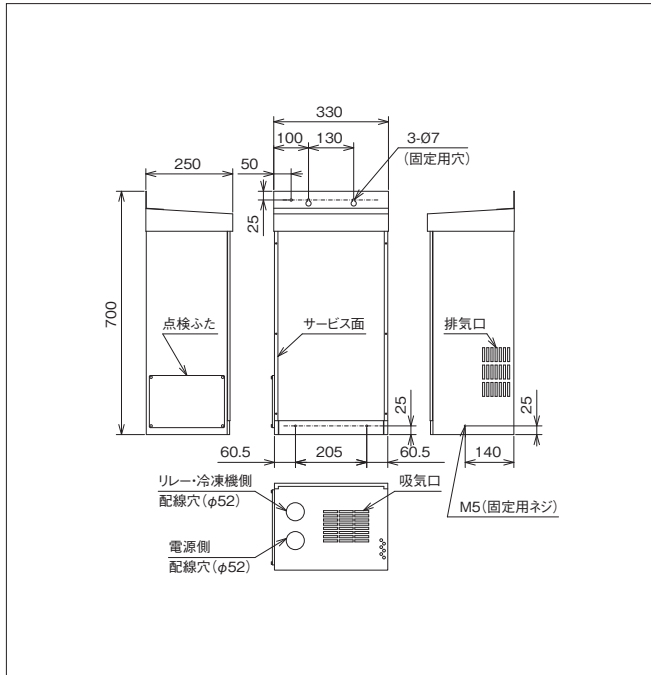 330
100
130
3-Ø7
(固定用穴)
250
50
25
700
点検ふた
サービス面
排気口
25
25
60.5
205
60.5
140
リレー・冷凍機側
配線穴(φ52)
吸気口
M5(固定用ネジ)
電源側
配線穴(φ52)